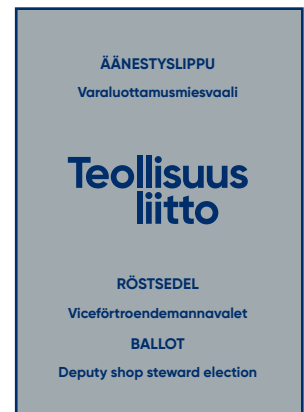 ÄÄNESTYSLIPPU
Varaluottamusmiesvaali
Teollisuus
liitto
RÖSTSEDEL
Viceförtroendemannavalet
BALLOT
Deputy shop steward election